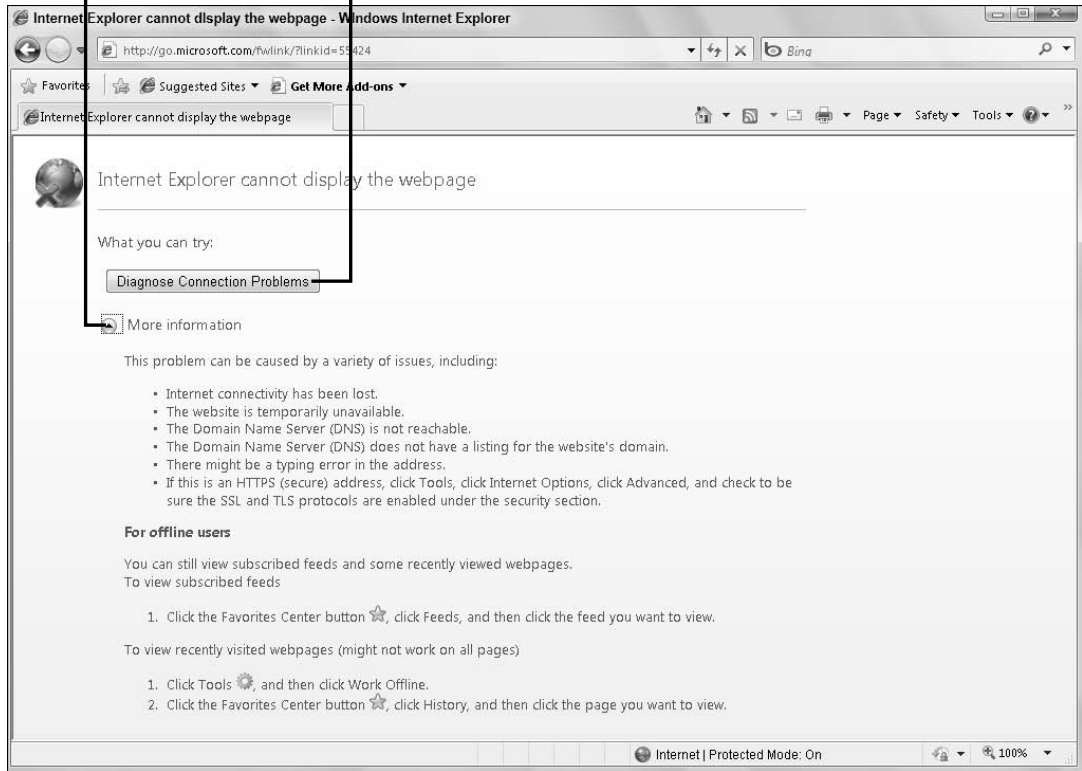 Internet Explorer cannot display the webpage - Windows Internet Explorer
http://go.microsoft.com/fwlink/?linkid=55424
Bing
Favorites Suggested Sites Get More Add-ons
Internet Explorer cannot display the webpage
Page Safety Tools
Internet Explorer cannot display the webpage
What you can try:
Diagnose Connection Problems
More information
This problem can be caused by a variety of issues, including:
• Internet connectivity has been lost.
• The website is temporarily unavailable.
• The Domain Name Server (DNS) is not reachable.
• The Domain Name Server (DNS) does not have a listing for the website's domain.
• There might be a typing error in the address.
• If this is an HTTPS (secure) address, click Tools, click Internet Options, click Advanced, and check to be
sure the SSL and TLS protocols are enabled under the security section.
For offline users
You can still view subscribed feeds and some recently viewed webpages.
To view subscribed feeds
1. Click the Favorites Center button , click Feeds, and then click the feed you want to view.
To view recently visited webpages (might not work on all pages)
1. Click Tools , and then click Work Offline.
2. Click the Favorites Center button , click History, and then click the page you want to view.
Internet | Protected Mode: On
100%